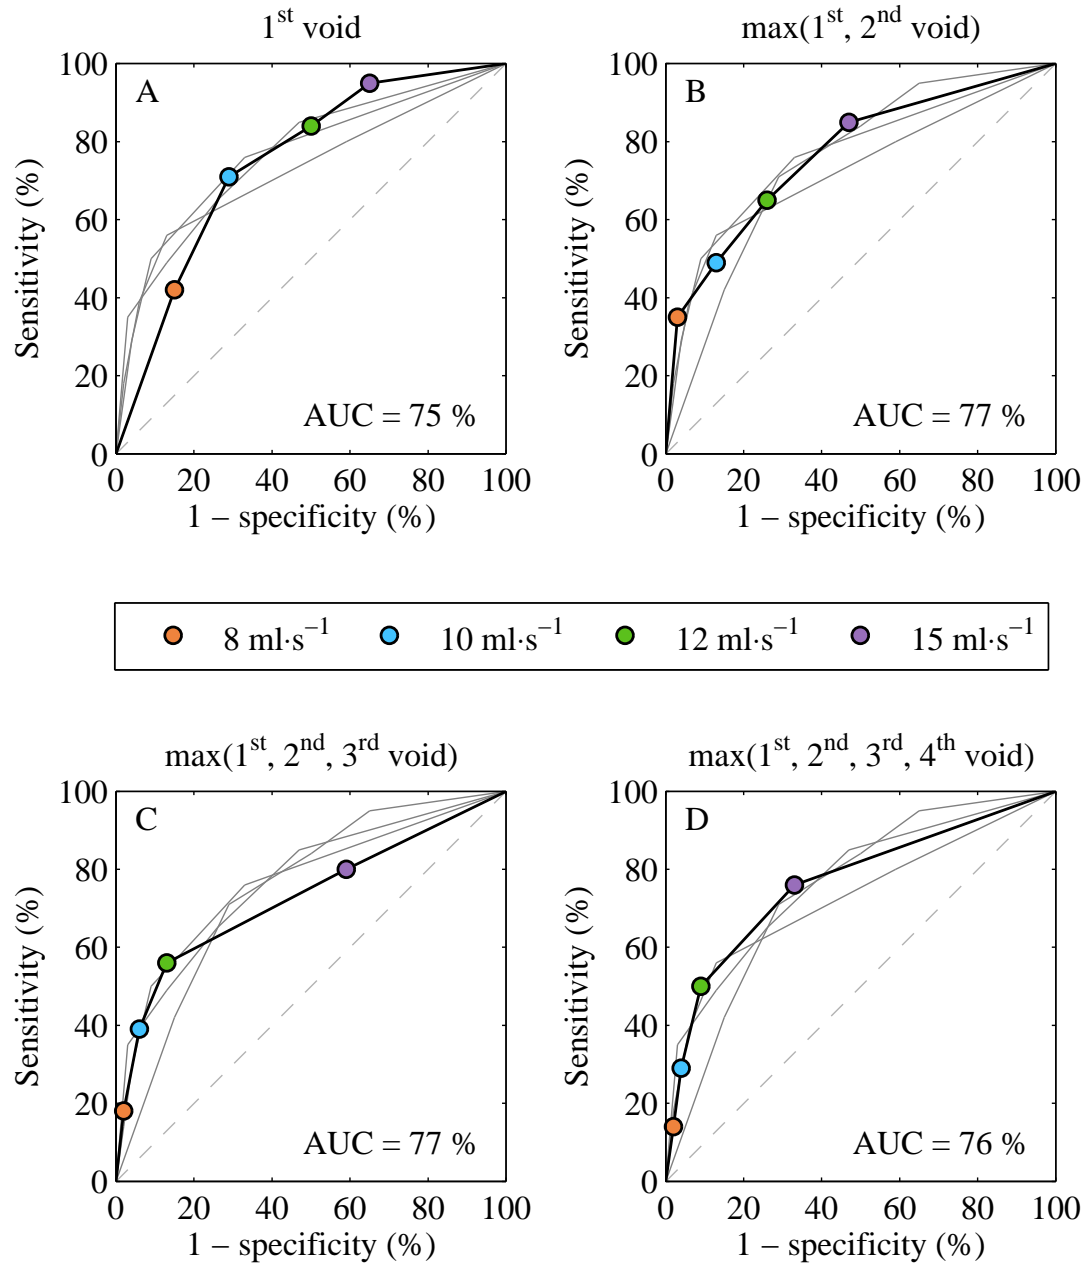 1st void
max(1st, 2nd void)
A
B
Sensitivity (%)
Sensitivity (%)
100
80
60
40
20
0
100
80
60
40
20
0
AUC = 75 %
AUC = 77 %
0 20 40 60 80 100
0 20 40 60 80 100
1 – specificity (%)
1 – specificity (%)
8 ml·s−1 10 ml·s−1 12 ml·s−1 15 ml·s−1
max(1st, 2nd, 3rd void)
max(1st, 2nd, 3rd, 4th void)
C
D
Sensitivity (%)
Sensitivity (%)
100
80
60
40
20
0
100
80
60
40
20
0
AUC = 77 %
AUC = 76 %
0 20 40 60 80 100
0 20 40 60 80 100
1 – specificity (%)
1 – specificity (%)